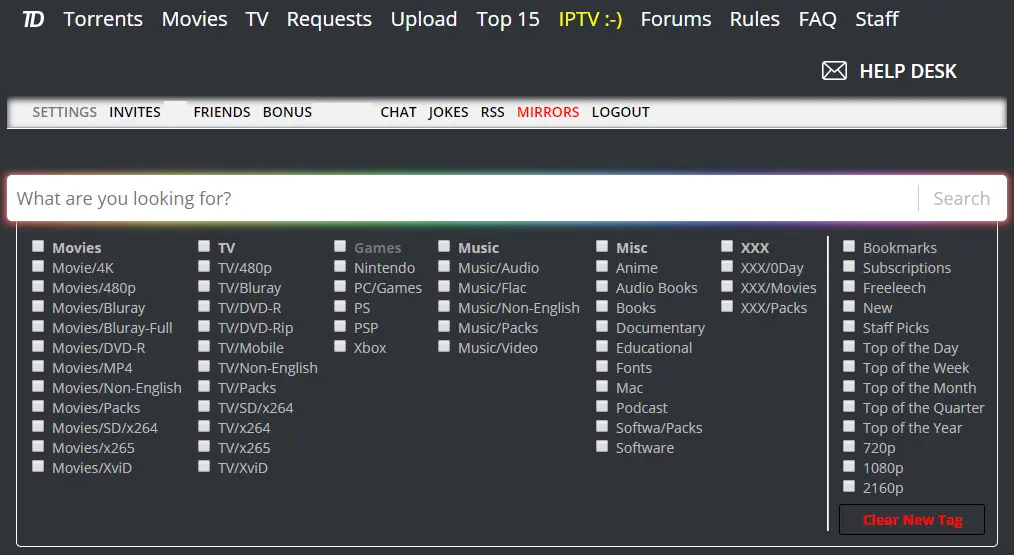 TD Torrents Movies TV Requests Upload Top 15 IPTV :-) Forums Rules FAQ Staff
HELP DESK
SETTINGS INVITES FRIENDS BONUS CHAT JOKES RSS MIRRORS LOGOUT
What are you looking for? Search
Movies TV Games Music Misc XXX Bookmarks
Movie/4K TV/480p Nintendo Music/Audio Anime XXX/0Day Subscriptions
Movies/480p TV/Bluray PC/Games Music/Flac Audio Books XXX/Movies Freeleech
Movies/Bluray TV/DVD-R PS Music/Non-English Books XXX/Packs New
Movies/Bluray-Full TV/DVD-Rip PSP Music/Packs Documentary Staff Picks
Movies/DVD-R TV/Mobile Xbox Music/Video Educational Top of the Day
Movies/MP4 TV/Non-English Fonts Top of the Week
Movies/Non-English TV/Packs Mac Top of the Month
Movies/Packs TV/SD/x264 Podcast Top of the Quarter
Movies/SD/x264 TV/x264 Softwa/Packs Top of the Year
Movies/x265 TV/x265 Software 720p
Movies/XviD TV/XviD 1080p
2160p
Clear New Tag